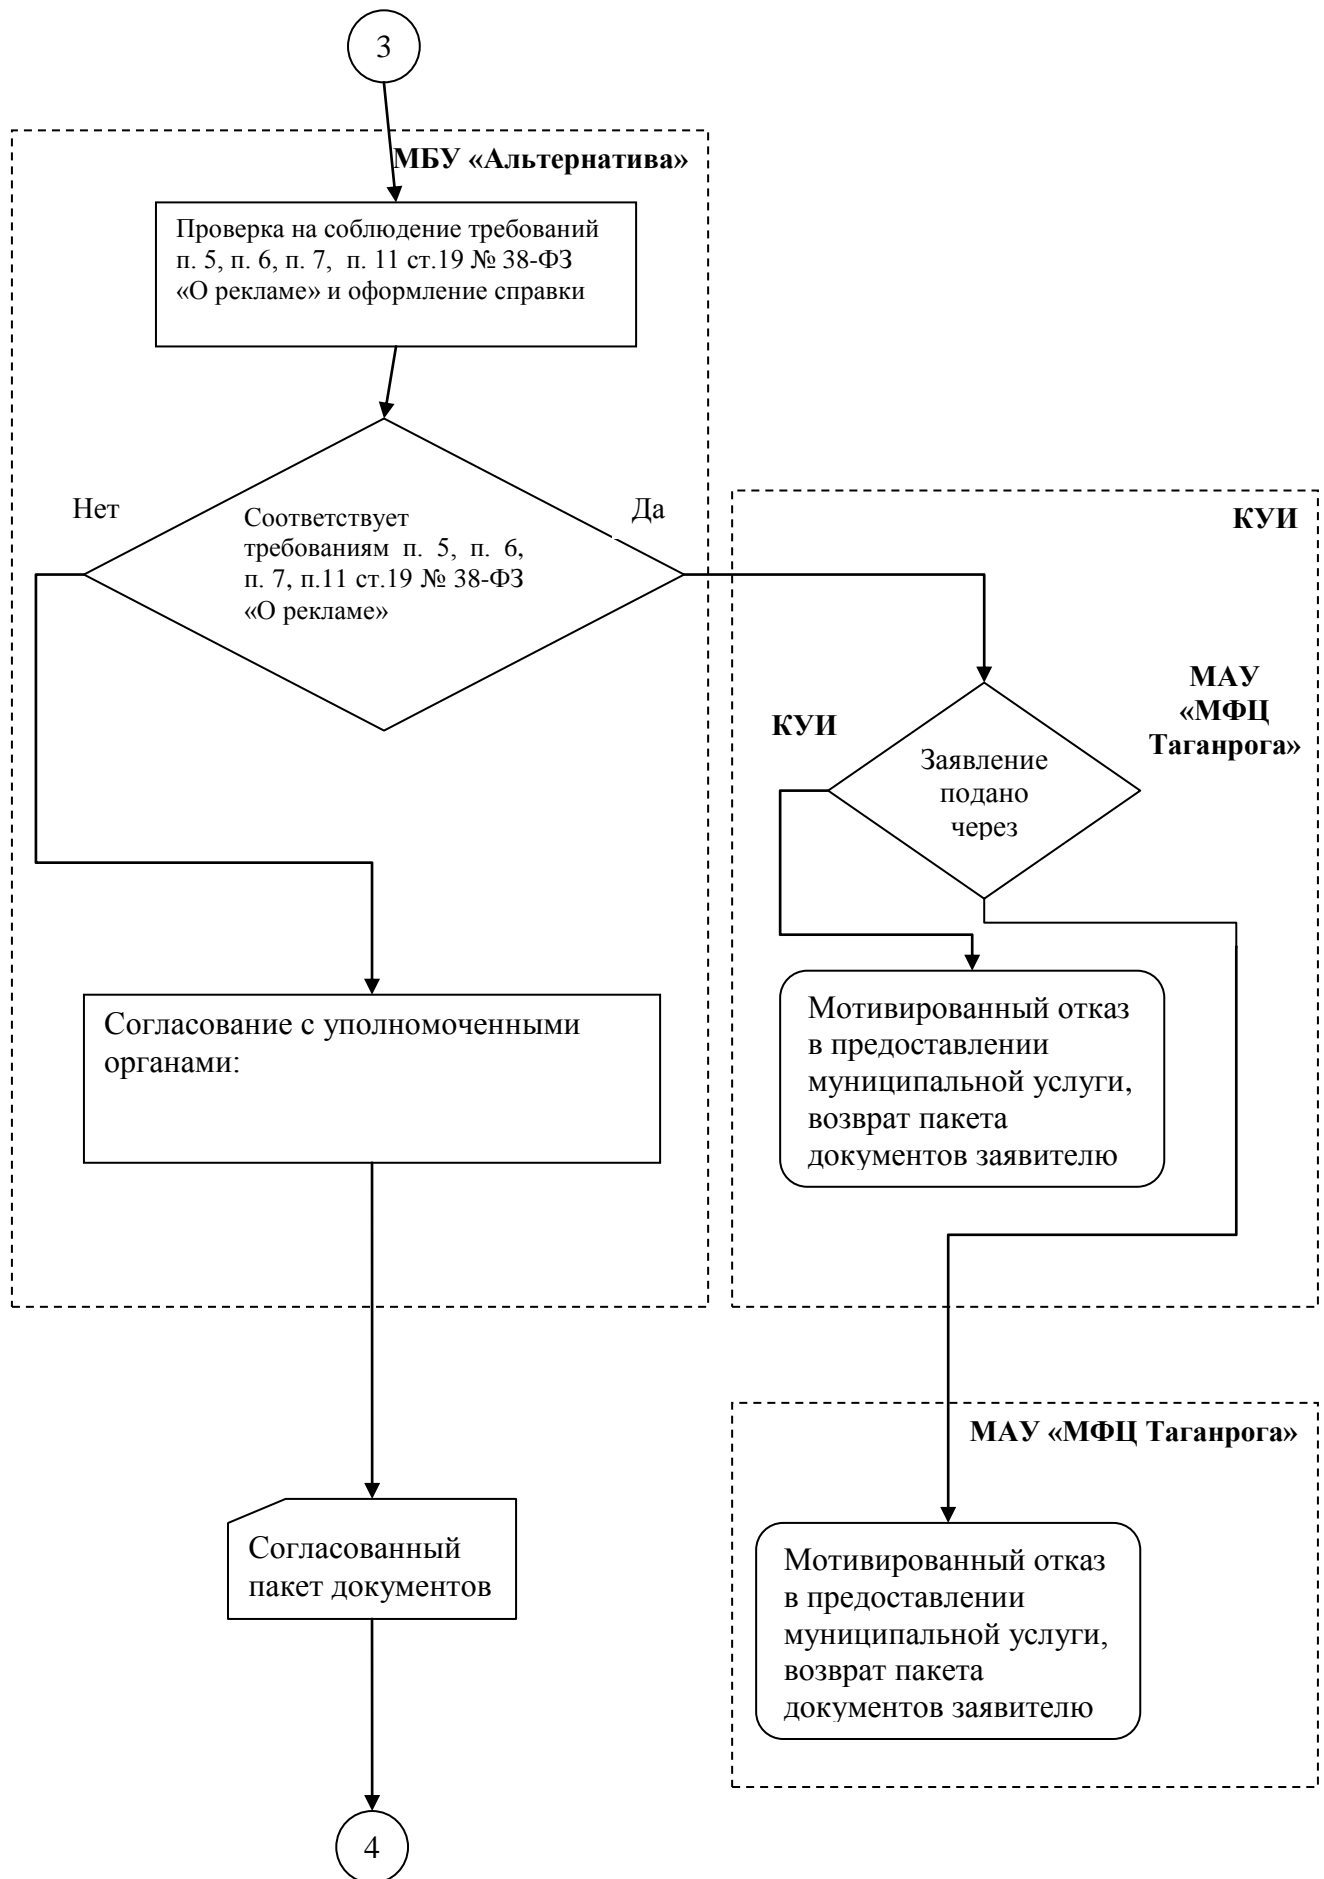 3
МБУ «Альтернатива»
Проверка на соблюдение требований
п. 5, п. 6, п. 7, п. 11 ст.19 № 38-ФЗ
«О рекламе» и оформление справки
Нет
Да
Соответствует
требованиям п. 5, п. 6,
п. 7, п.11 ст.19 № 38-ФЗ
«О рекламе»
КУИ
КУИ
МАУ
«МФЦ
Таганрога»
Заявление
подано
через
Согласование с уполномоченными
органами:
Мотивированный отказ
в предоставлении
муниципальной услуги,
возврат пакета
документов заявителю
МАУ «МФЦ Таганрога»
Согласованный
пакет документов
Мотивированный отказ
в предоставлении
муниципальной услуги,
возврат пакета
документов заявителю
4